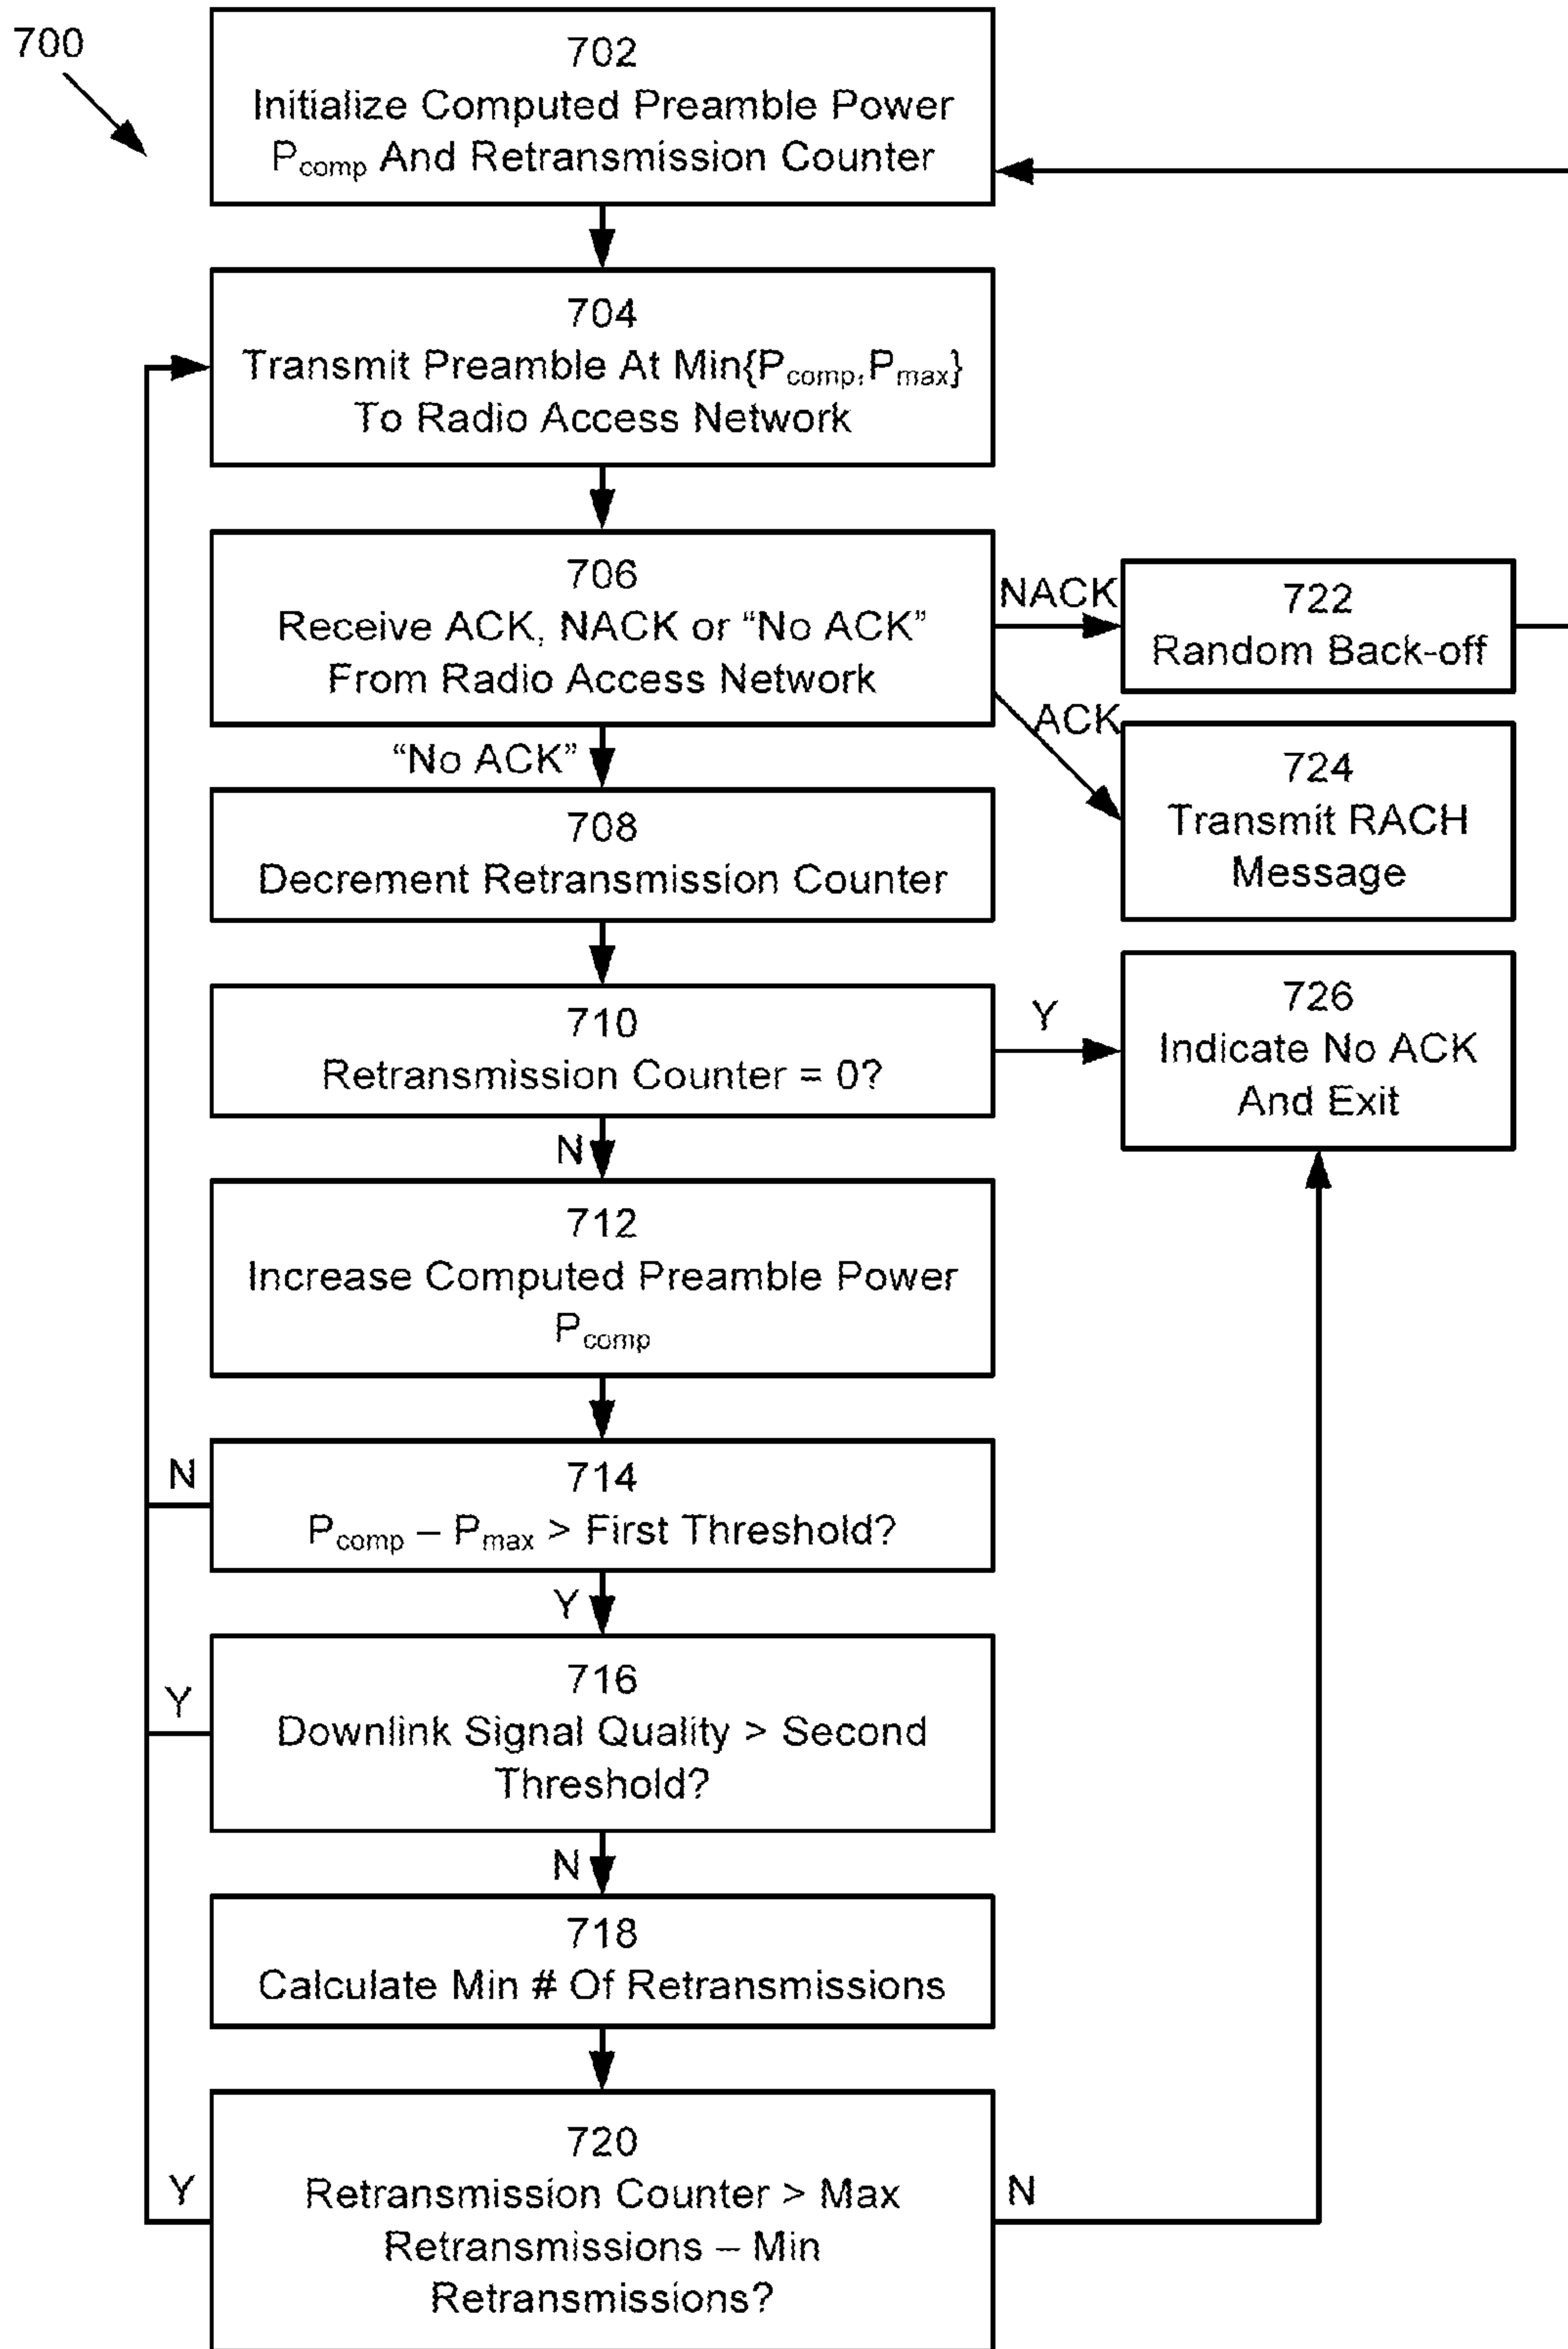 700
702
Initialize Computed Preamble Power
Pcomp And Retransmission Counter
704
Transmit Preamble At Min{Pcomp,Pmax}
To Radio Access Network
706
Receive ACK, NACK or “No ACK”
From Radio Access Network
NACK
722
Random Back-off
ACK
724
Transmit RACH
Message
“No ACK”
708
Decrement Retransmission Counter
710
Retransmission Counter = 0?
Y
726
Indicate No ACK
And Exit
N
712
Increase Computed Preamble Power
Pcomp
N
714
Pcomp – Pmax > First Threshold?
Y
Y
716
Downlink Signal Quality > Second
Threshold?
N
718
Calculate Min # Of Retransmissions
Y
720
Retransmission Counter > Max
Retransmissions – Min
Retransmissions?
N